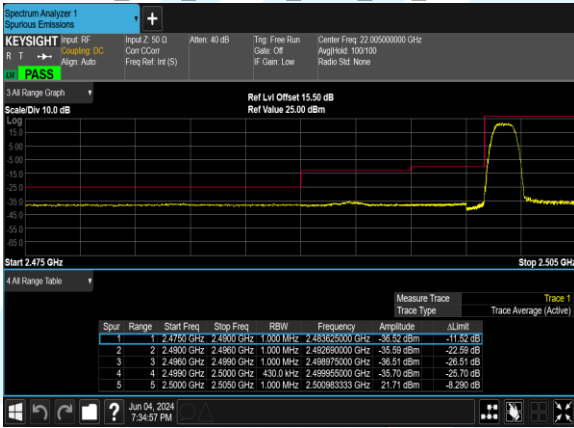 Spectrum Analyzer 1
Spurious Emissions
+
KEYSIGHT Input: RF Input Z: 50 Ω Atten: 40 dB Trig: Free Run Center Freq: 22.005000000 GHz
R T Coupling: DC Corr CCorr Gate: Off Avg|Hold: 100/100
Align: Auto Freq Ref: Int (S) IF Gain: Low Radio Std: None
PASS
3 All Range Graph
Ref Lvl Offset 15.50 dB
Scale/Div 10.0 dB Ref Value 25.00 dBm
Log
15.0
5.00
-5.00
-15.0
-25.0
-35.0
-45.0
-55.0
-65.0
Start 2.475 GHz Stop 2.505 GHz
4 All Range Table
Measure Trace Trace 1
Trace Type Trace Average (Active)
Spur Range Start Freq Stop Freq RBW Frequency Amplitude ΔLimit
1 1 2.4750 GHz 2.4900 GHz 1.000 MHz 2.483625000 GHz -36.52 dBm -11.52 dB
2 2 2.4900 GHz 2.4960 GHz 1.000 MHz 2.492690000 GHz -35.59 dBm -22.59 dB
3 3 2.4960 GHz 2.4990 GHz 1.000 MHz 2.498975000 GHz -36.51 dBm -26.51 dB
4 4 2.4990 GHz 2.5000 GHz 430.0 kHz 2.499955000 GHz -35.70 dBm -25.70 dB
5 5 2.5000 GHz 2.5050 GHz 1.000 MHz 2.500983333 GHz 21.71 dBm -8.290 dB
? Jun 04, 2024
7:34:57 PM